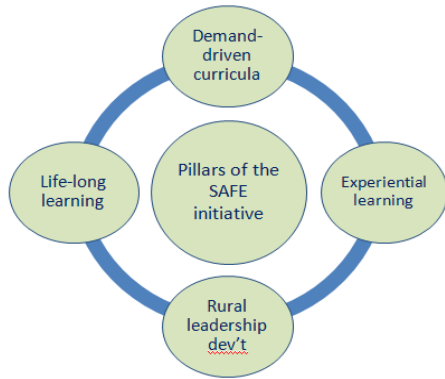 Demand-
driven
curricula
Life-long
learning
Pillars of the
SAFE
initiative
Experiential
learning
Rural
leadership
dev't